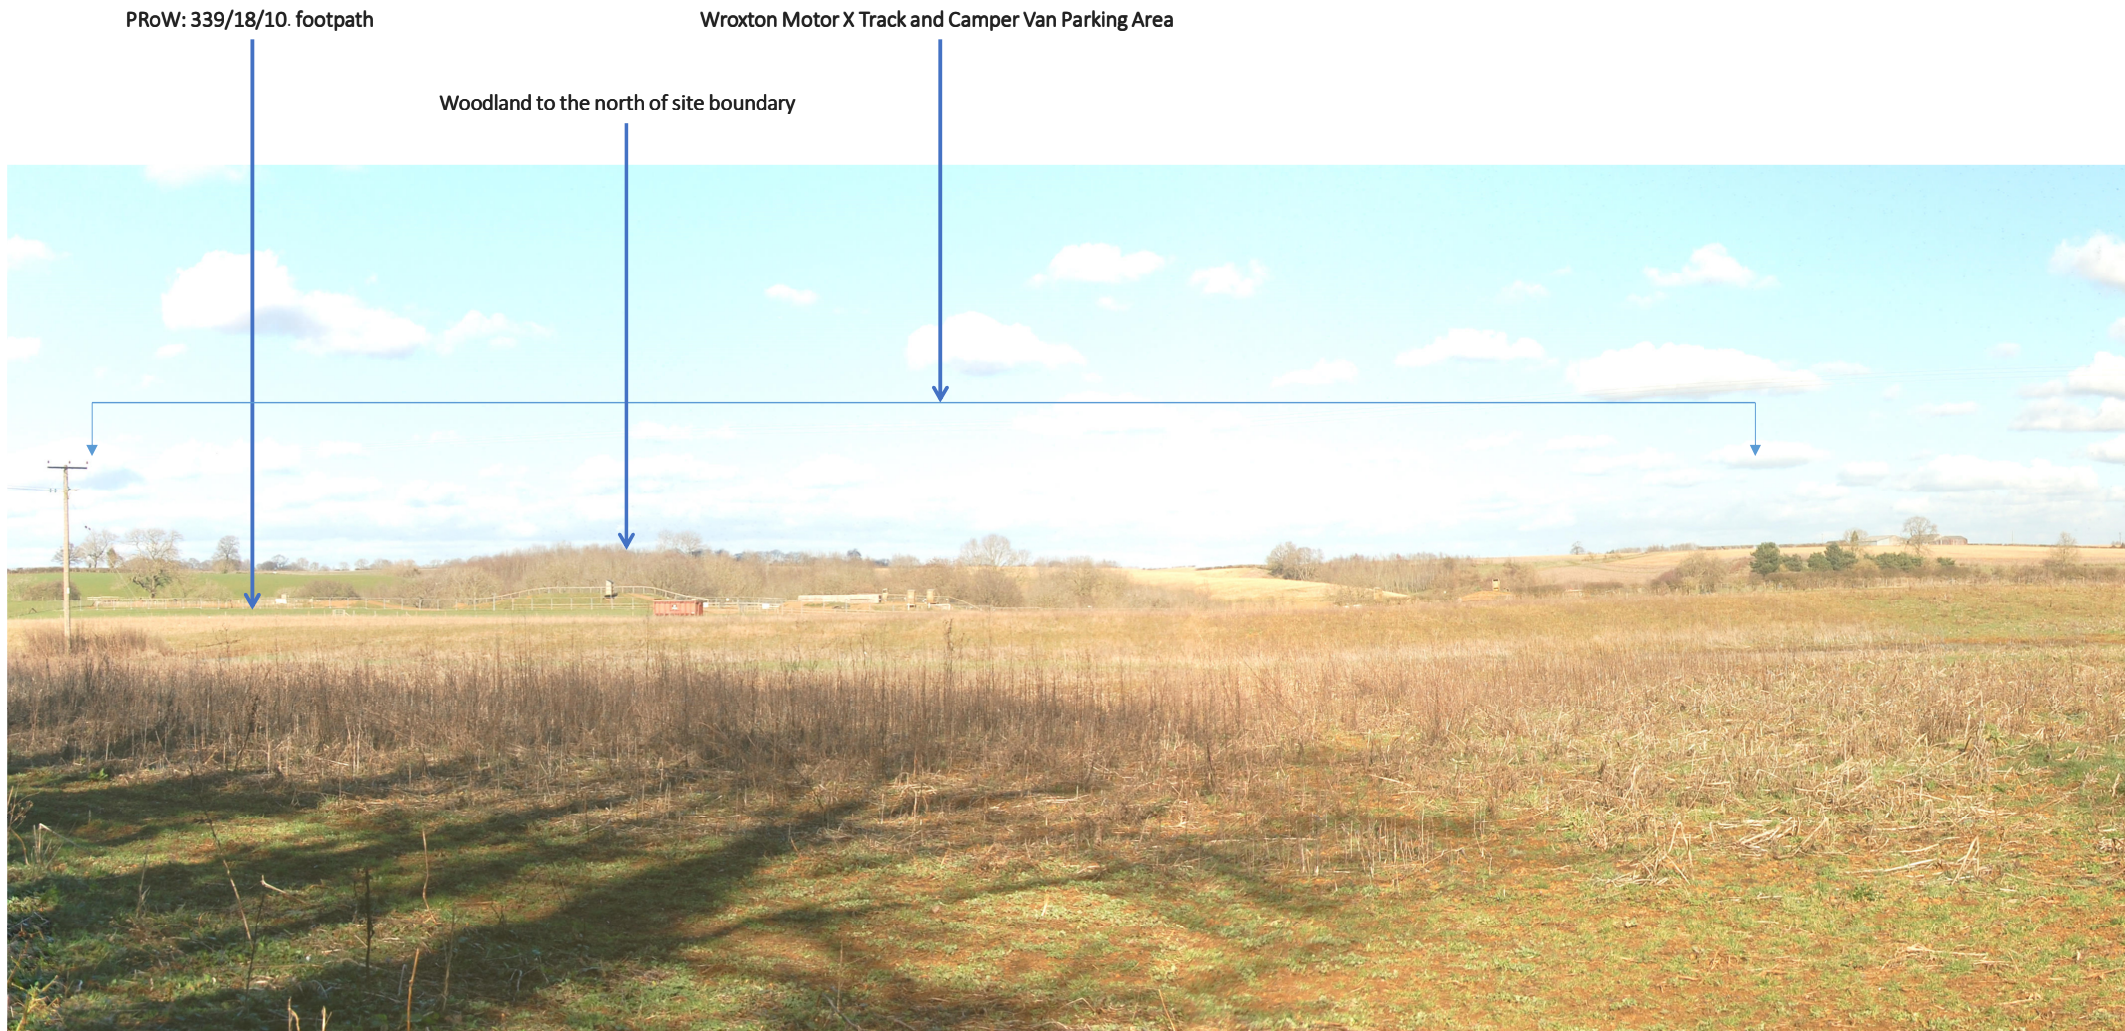 PRoW: 339/18/10. footpath
Wroxton Motor X Track and Camper Van Parking Area
Woodland to the north of site boundary